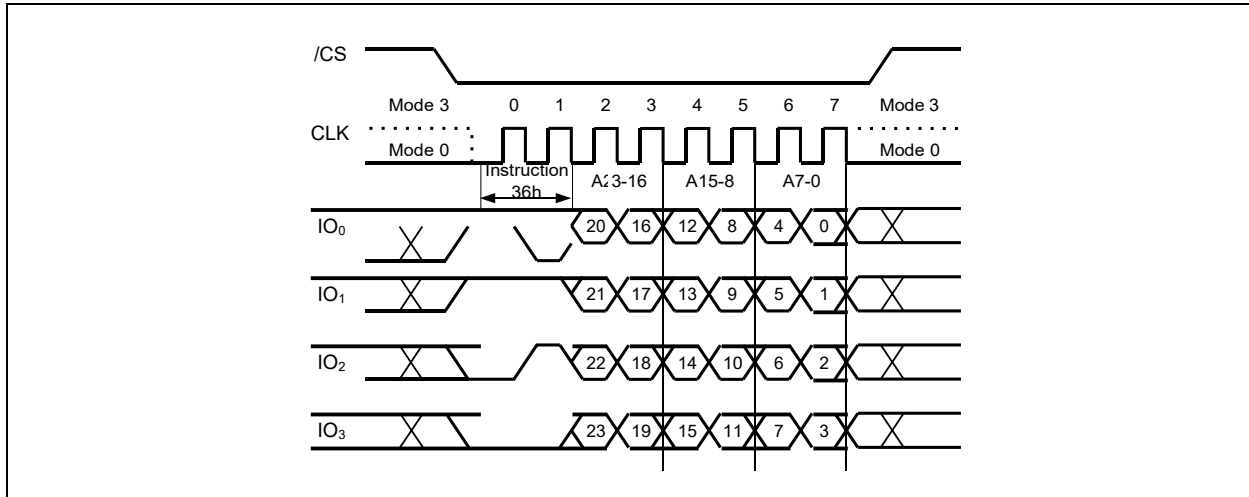 /CS
Mode 3 0 1 2 3 4 5 6 7 Mode 3
CLK
Mode 0 Mode 0
Instruction
36h
A23-16 A15-8 A7-0
IO₀ 20 16 12 8 4 0
IO₁ 21 17 13 9 5 1
IO₂ 22 18 14 10 6 2
IO₃ 23 19 15 11 7 3